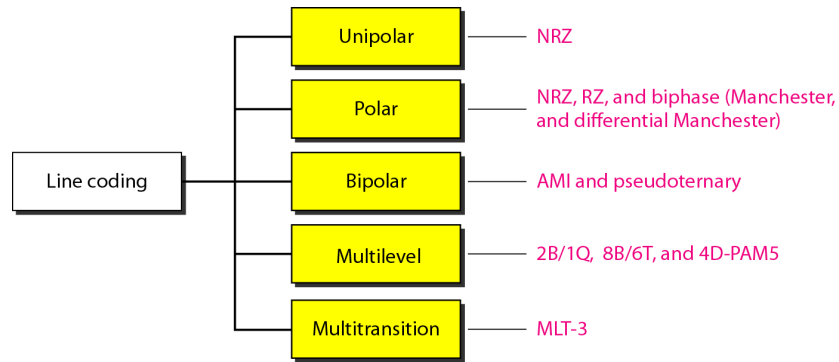 Unipolar
NRZ
Polar
NRZ, RZ, and biphase (Manchester,
and differential Manchester)
Line coding
Bipolar
AMI and pseudoternary
Multilevel
2B/1Q, 8B/6T, and 4D-PAM5
Multitransition
MLT-3